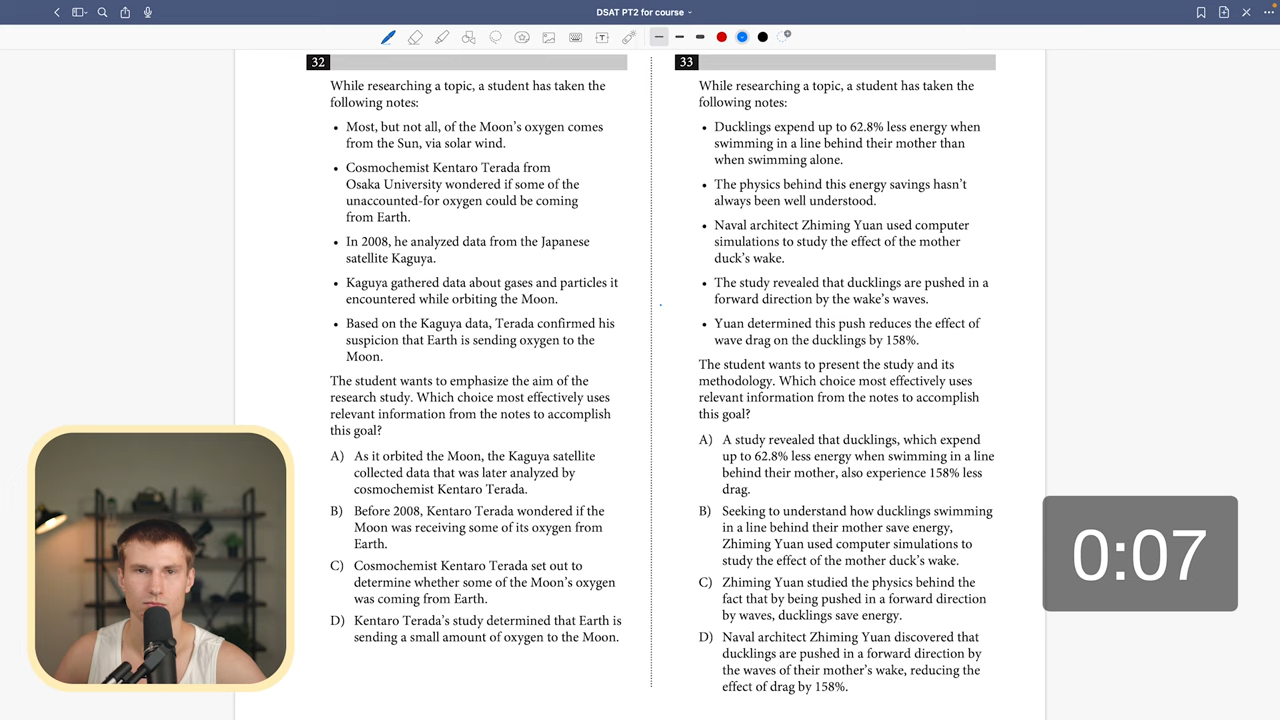 DSAT PT2 for course
32
While researching a topic, a student has taken the
following notes:
• Most, but not all, of the Moon's oxygen comes
from the Sun, via solar wind.
• Cosmochemist Kentaro Terada from
Osaka University wondered if some of the
unaccounted-for oxygen could be coming
from Earth.
• In 2008, he analyzed data from the Japanese
satellite Kaguya.
• Kaguya gathered data about gases and particles it
encountered while orbiting the Moon.
• Based on the Kaguya data, Terada confirmed his
suspicion that Earth is sending oxygen to the
Moon.
The student wants to emphasize the aim of the
research study. Which choice most effectively uses
relevant information from the notes to accomplish
this goal?
A) As it orbited the Moon, the Kaguya satellite
collected data that was later analyzed by
cosmochemist Kentaro Terada.
B) Before 2008, Kentaro Terada wondered if the
Moon was receiving some of its oxygen from
Earth.
C) Cosmochemist Kentaro Terada set out to
determine whether some of the Moon's oxygen
was coming from Earth.
D) Kentaro Terada's study determined that Earth is
sending a small amount of oxygen to the Moon.
33
While researching a topic, a student has taken the
following notes:
• Ducklings expend up to 62.8% less energy when
swimming in a line behind their mother than
when swimming alone.
• The physics behind this energy savings hasn't
always been well understood.
• Naval architect Zhiming Yuan used computer
simulations to study the effect of the mother
duck's wake.
• The study revealed that ducklings are pushed in a
forward direction by the wake's waves.
• Yuan determined this push reduces the effect of
wave drag on the ducklings by 158%.
The student wants to present the study and its
methodology. Which choice most effectively uses
relevant information from the notes to accomplish
this goal?
A) A study revealed that ducklings, which expend
up to 62.8% less energy when swimming in a line
behind their mother, also experience 158% less
drag.
B) Seeking to understand how ducklings swimming
in a line behind their mother save energy,
Zhiming Yuan used computer simulations to
study the effect of the mother duck's wake.
C) Zhiming Yuan studied the physics behind the
fact that by being pushed in a forward direction
by waves, ducklings save energy.
D) Naval architect Zhiming Yuan discovered that
ducklings are pushed in a forward direction by
the waves of their mother's wake, reducing the
effect of drag by 158%.
0:07